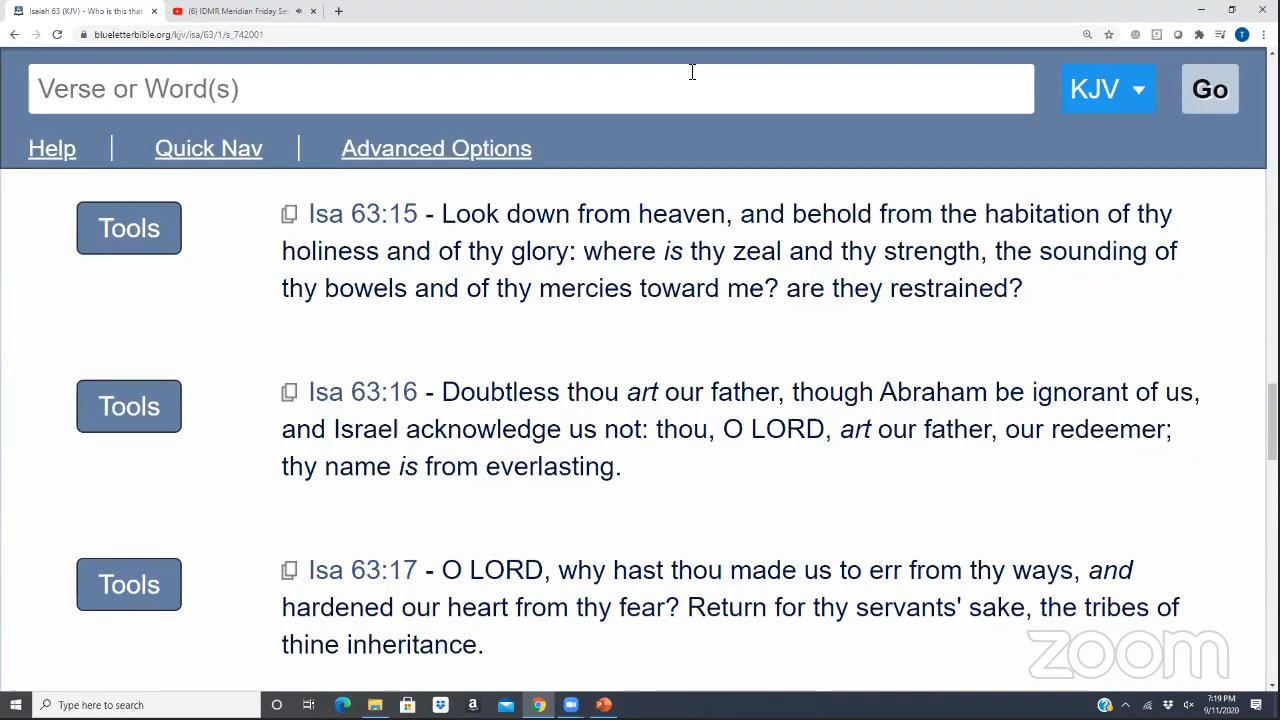 Isaiah 63 (KJV) - Who is this that
(6) IDMR Meridian Friday Se
blueletterbible.org/kjv/isa/63/1/s_742001
T
Verse or Word(s)
KJV
Go
Help
Quick Nav
Advanced Options
Tools
Isa 63:15 - Look down from heaven, and behold from the habitation of thy
holiness and of thy glory: where is thy zeal and thy strength, the sounding of
thy bowels and of thy mercies toward me? are they restrained?
Tools
Isa 63:16 - Doubtless thou art our father, though Abraham be ignorant of us,
and Israel acknowledge us not: thou, O LORD, art our father, our redeemer;
thy name is from everlasting.
Tools
Isa 63:17 - O LORD, why hast thou made us to err from thy ways, and
hardened our heart from thy fear? Return for thy servants' sake, the tribes of
thine inheritance.
zoom
Type here to search
7:19 PM
9/11/2020